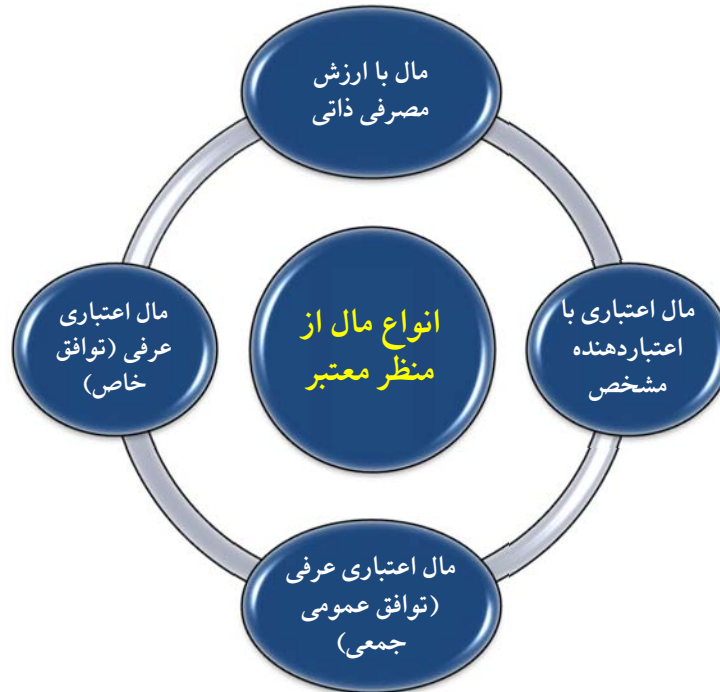 مال با ارزش
مصرفی ذاتی
مال اعتباری با
اعتباردهنده
مشخص
مال اعتباری عرفی
(توافق عمومی
جمعی)
مال اعتباری
عرفی (توافق
خاص)
انواع مال از
منظر معتبر